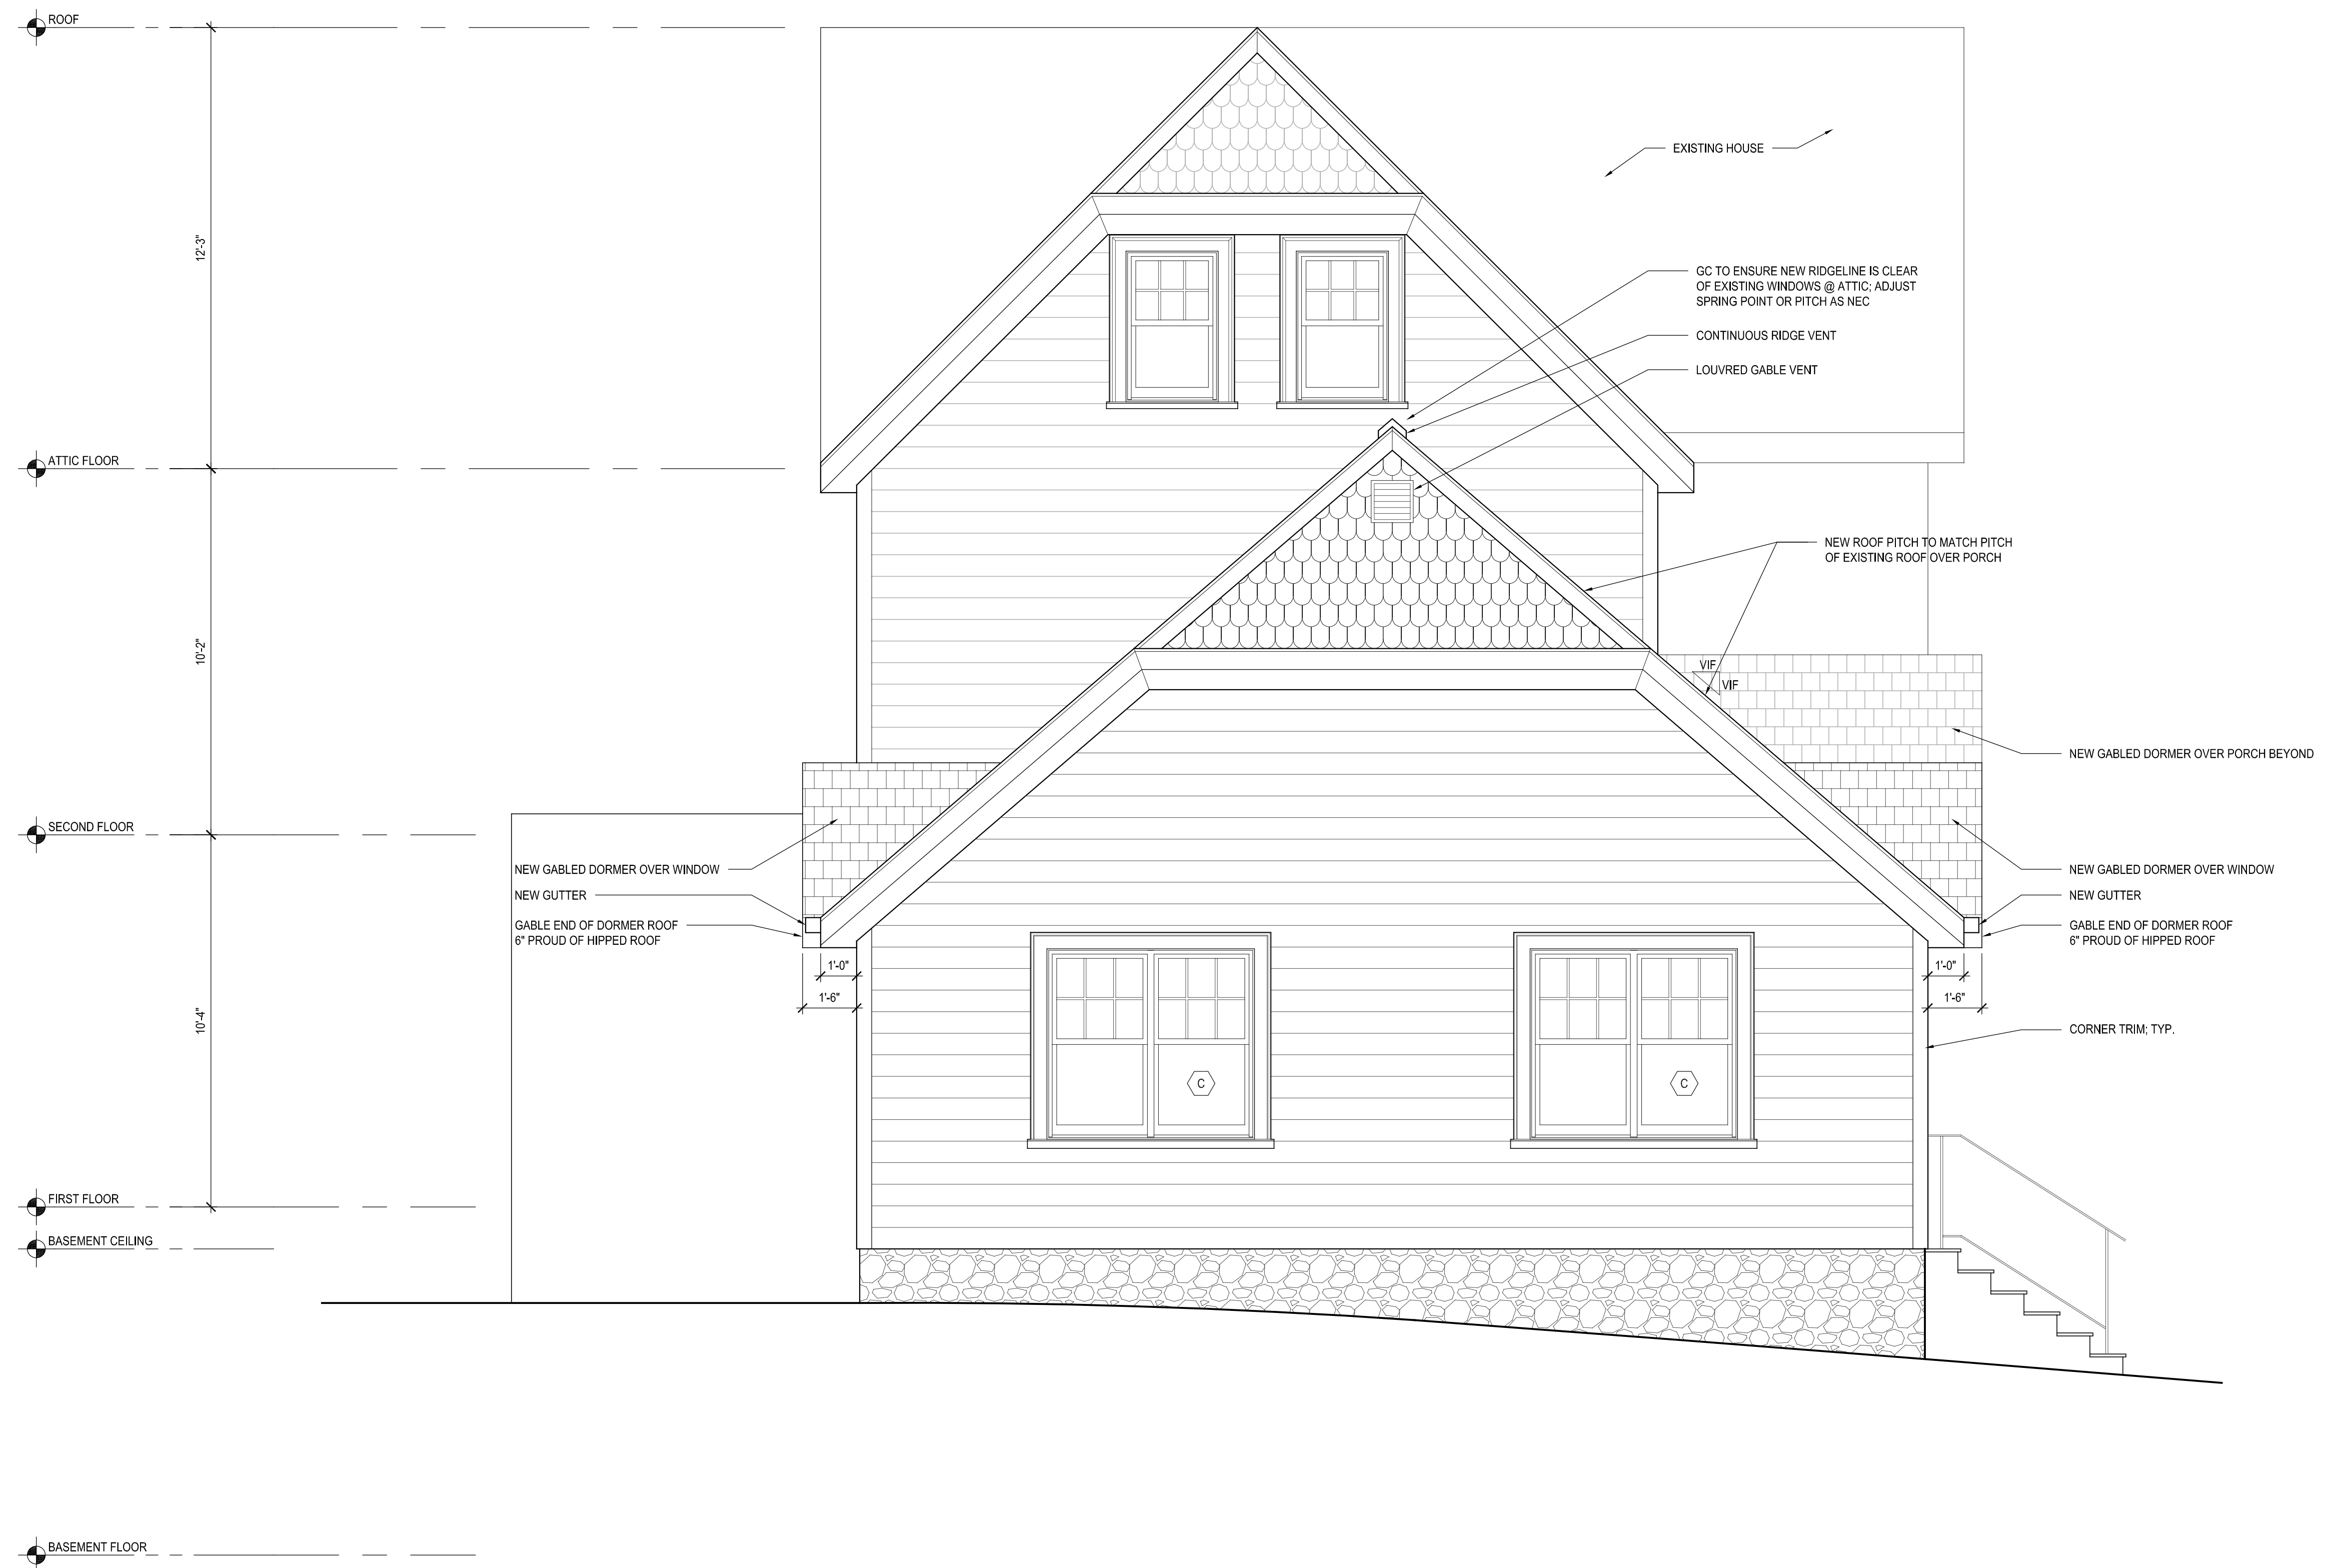 ROOF
12'-3"
EXISTING HOUSE
GC TO ENSURE NEW RIDGELINE IS CLEAR
OF EXISTING WINDOWS @ ATTIC; ADJUST
SPRING POINT OR PITCH AS NEC
CONTINUOUS RIDGE VENT
LOUVRED GABLE VENT
ATTIC FLOOR
NEW ROOF PITCH TO MATCH PITCH
OF EXISTING ROOF OVER PORCH
10'-2"
VIF
VIF
NEW GABLED DORMER OVER PORCH BEYOND
SECOND FLOOR
NEW GABLED DORMER OVER WINDOW
NEW GUTTER
GABLE END OF DORMER ROOF
6" PROUD OF HIPPED ROOF
NEW GABLED DORMER OVER WINDOW
NEW GUTTER
GABLE END OF DORMER ROOF
6" PROUD OF HIPPED ROOF
1'-0"
1'-6"
1'-0"
1'-6"
10'-4"
CORNER TRIM; TYP.
C
C
FIRST FLOOR
BASEMENT CEILING
BASEMENT FLOOR